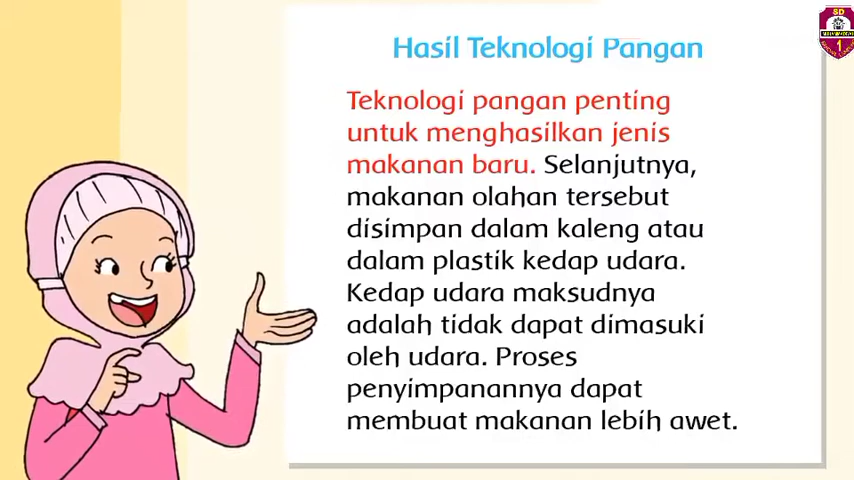 Hasil Teknologi Pangan
Teknologi pangan penting
untuk menghasilkan jenis
makanan baru. Selanjutnya,
makanan olahan tersebut
disimpan dalam kaleng atau
dalam plastik kedap udara.
Kedap udara maksudnya
adalah tidak dapat dimasuki
oleh udara. Proses
penyimpanannya dapat
membuat makanan lebih awet.
SD
1